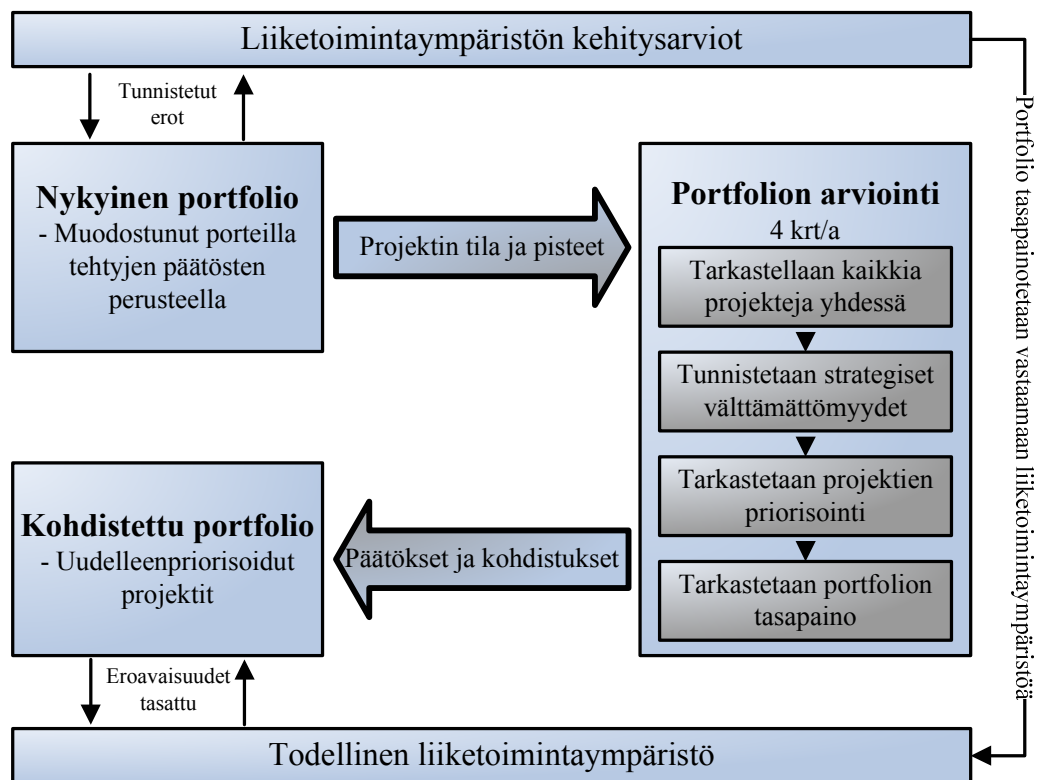 Liiketoimintaympäristön kehitysarviot
Tunnistetut
erot
Nykyinen portfolio
- Muodostunut porteilla
tehtyjen päätösten
perusteella
Projektin tila ja pisteet
Portfolion arviointi
4 krt/a
Tarkastellaan kaikkia
projekteja yhdessä
Tunnistetaan strategiset
välttämättömyydet
Tarkastetaan projektien
priorisointi
Tarkastetaan portfolion
tasapaino
Portfolio tasapainotetaan vastaamaan liiketoimintaympäristöä
Päätökset ja kohdistukset
Kohdistettu portfolio
- Uudelleenpriorisoidut
projektit
Eroavaisuudet
tasattu
Todellinen liiketoimintaympäristö